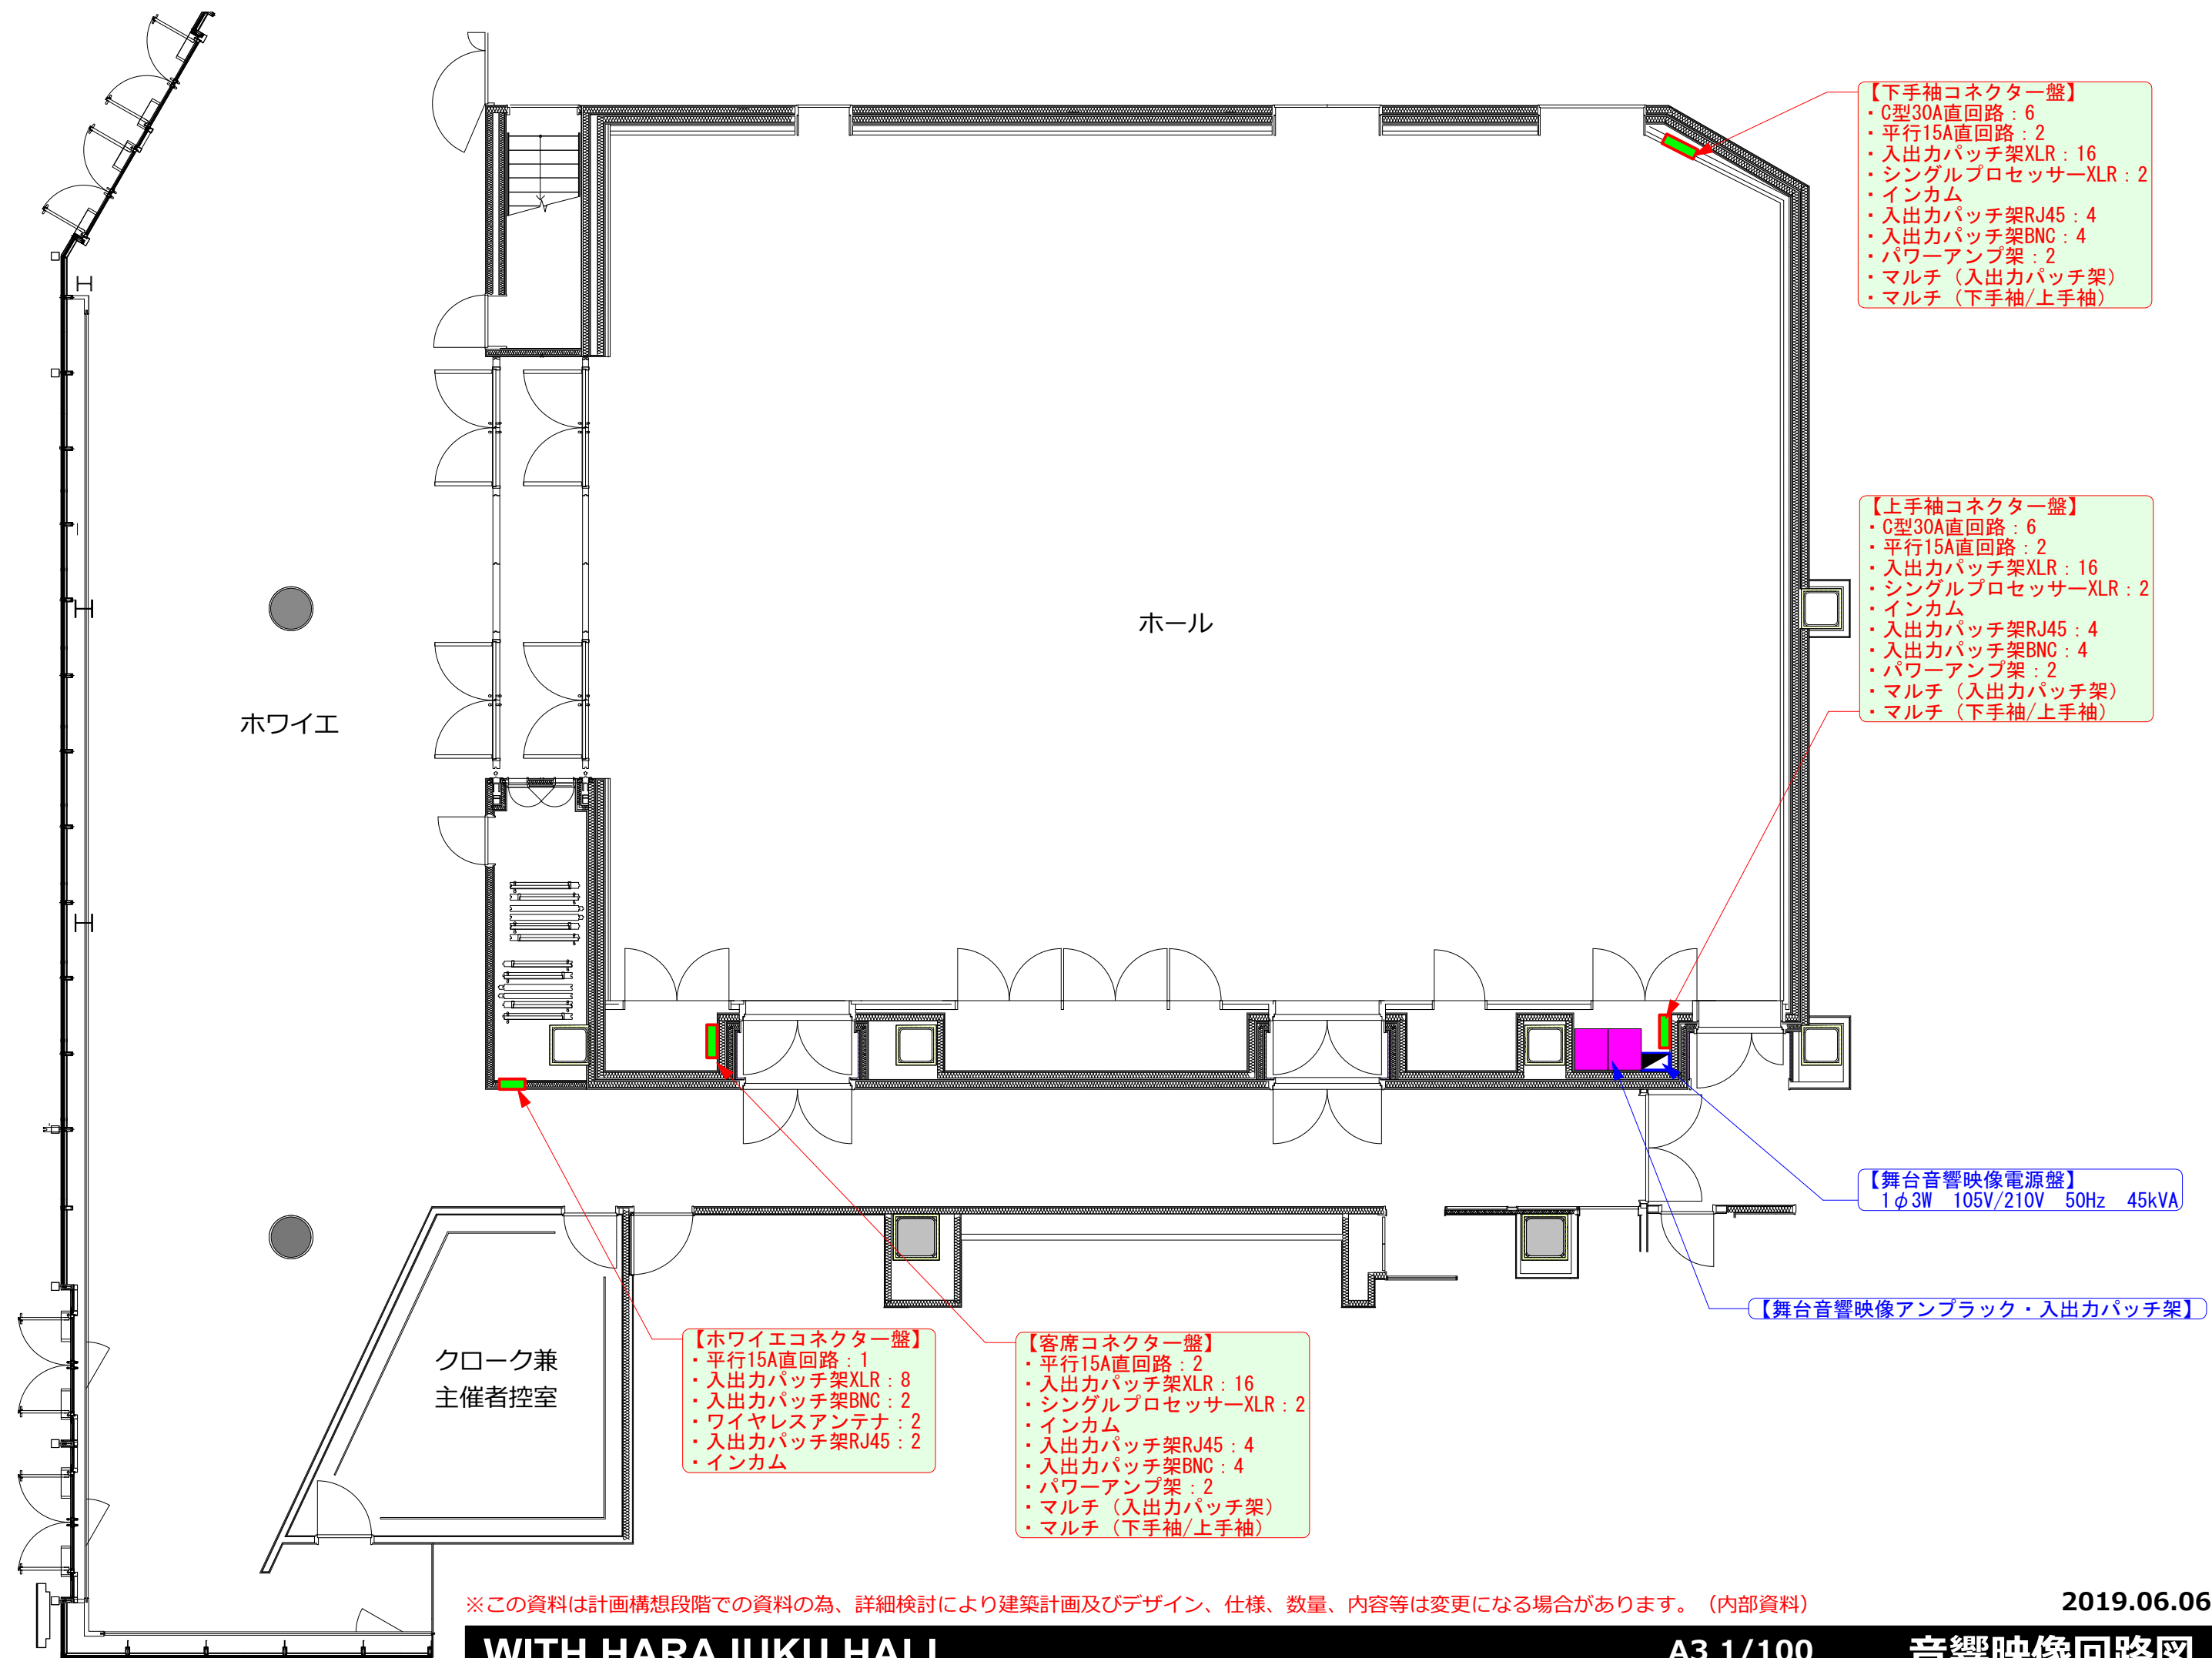 【下手袖コネクター盤】
・C型30A直回路：6
・平行15A直回路：2
・入出力パッチ架XLR：16
・シングルプロセッサーXLR：2
・インカム
・入出力パッチ架RJ45：4
・入出力パッチ架BNC：4
・パワーアンプ架：2
・マルチ（入出力パッチ架）
・マルチ（下手袖/上手袖）
【上手袖コネクター盤】
・C型30A直回路：6
・平行15A直回路：2
・入出力パッチ架XLR：16
・シングルプロセッサーXLR：2
・インカム
・入出力パッチ架RJ45：4
・入出力パッチ架BNC：4
・パワーアンプ架：2
・マルチ（入出力パッチ架）
・マルチ（下手袖/上手袖）
ホール
ホワイエ
【舞台音響映像電源盤】
1φ3W　105V/210V　50Hz　45kVA
【舞台音響映像アンプラック・入出力パッチ架】
クローク兼
主催者控室
【ホワイエコネクター盤】
・平行15A直回路：1
・入出力パッチ架XLR：8
・入出力パッチ架BNC：2
・ワイヤレスアンテナ：2
・入出力パッチ架RJ45：2
・インカム
【客席コネクター盤】
・平行15A直回路：2
・入出力パッチ架XLR：16
・シングルプロセッサーXLR：2
・インカム
・入出力パッチ架RJ45：4
・入出力パッチ架BNC：4
・パワーアンプ架：2
・マルチ（入出力パッチ架）
・マルチ（下手袖/上手袖）
※この資料は計画構想段階での資料の為、詳細検討により建築計画及びデザイン、仕様、数量、内容等は変更になる場合があります。（内部資料）
2019.06.06
WITH HARAJUKU HALL
A3 1/100
音響映像回路図